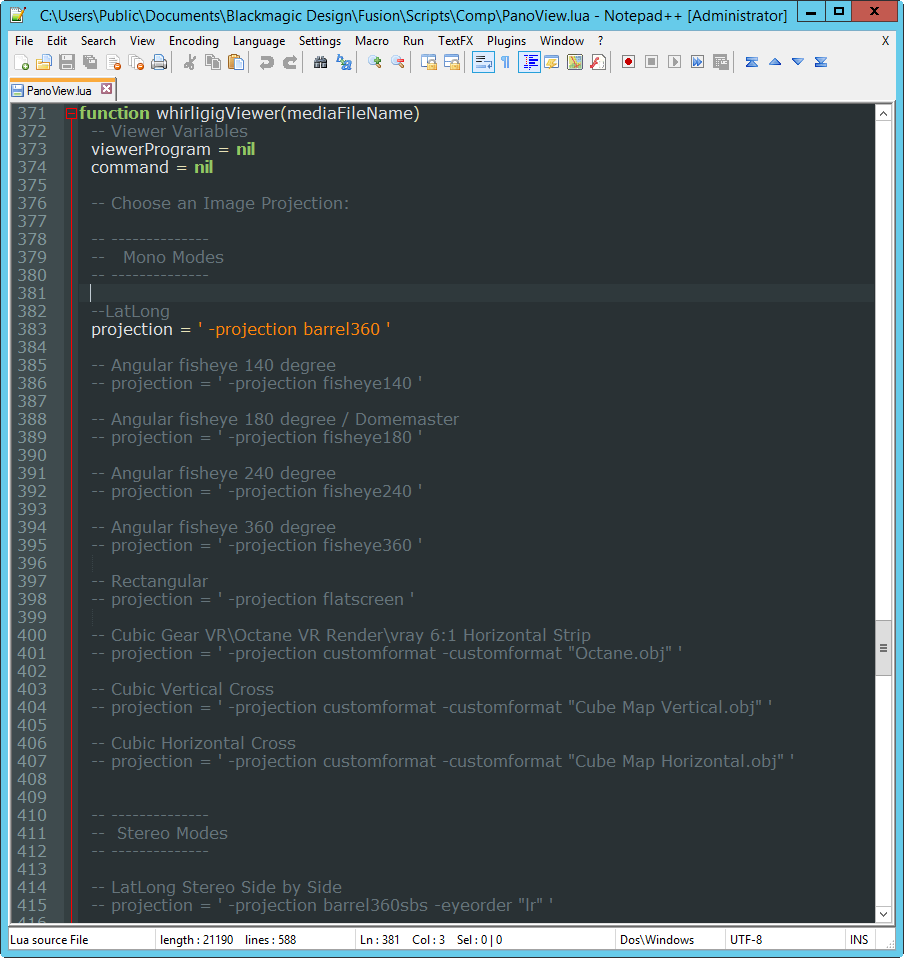 C:\Users\Public\Documents\Blackmagic Design\Fusion\Scripts\Comp\PanoView.lua - Notepad++ [Administrator]
File Edit Search View Encoding Language Settings Macro Run TextFX Plugins Window ? X
PanoView.lua
371 function whirligigViewer(mediaFileName)
372 -- Viewer Variables
373 viewerProgram = nil
374 command = nil
375
376 -- Choose an Image Projection:
377
378 -- --------------
379 -- Mono Modes
380 -- --------------
381
382 --LatLong
383 projection = ' -projection barrel360 '
384
385 -- Angular fisheye 140 degree
386 -- projection = ' -projection fisheye140 '
387
388 -- Angular fisheye 180 degree / Domemaster
389 -- projection = ' -projection fisheye180 '
390
391 -- Angular fisheye 240 degree
392 -- projection = ' -projection fisheye240 '
393
394 -- Angular fisheye 360 degree
395 -- projection = ' -projection fisheye360 '
396
397 -- Rectangular
398 -- projection = ' -projection flatscreen '
399
400 -- Cubic Gear VR\Octane VR Render\vray 6:1 Horizontal Strip
401 -- projection = ' -projection customformat -customformat "Octane.obj" '
402
403 -- Cubic Vertical Cross
404 -- projection = ' -projection customformat -customformat "Cube Map Vertical.obj" '
405
406 -- Cubic Horizontal Cross
407 -- projection = ' -projection customformat -customformat "Cube Map Horizontal.obj" '
408
409
410 -- --------------
411 -- Stereo Modes
412 -- --------------
413
414 -- LatLong Stereo Side by Side
415 -- projection = ' -projection barrel360sbs -eyeorder "lr" '
416
Lua source File length : 21190 lines : 588 Ln : 381 Col : 3 Sel : 0 | 0 Dos\Windows UTF-8 INS